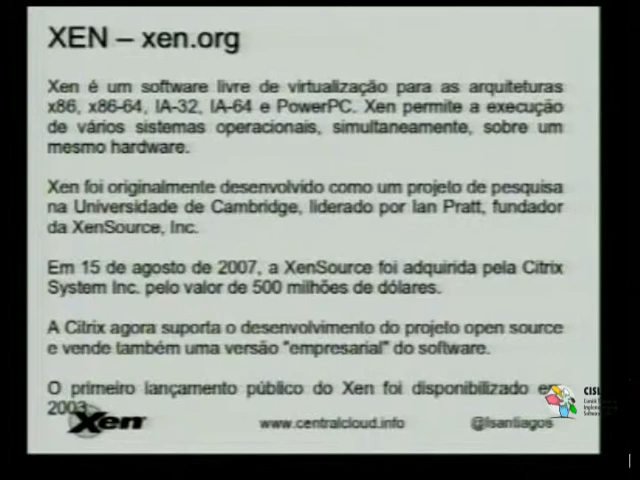 XEN – xen.org
Xen é um software livre de virtualização para as arquiteturas
x86, x86-64, IA-32, IA-64 e PowerPC. Xen permite a execução
de vários sistemas operacionais, simultaneamente, sobre um
mesmo hardware.
Xen foi originalmente desenvolvido como um projeto de pesquisa
na Universidade de Cambridge, liderado por Ian Pratt, fundador
da XenSource, Inc.
Em 15 de agosto de 2007, a XenSource foi adquirida pela Citrix
System Inc. pelo valor de 500 milhões de dólares.
A Citrix agora suporta o desenvolvimento do projeto open source
e vende também uma versão "empresarial" do software.
O primeiro lançamento público do Xen foi disponibilizado
2003
Xen
www.centralcloud.info
@lsantiagos